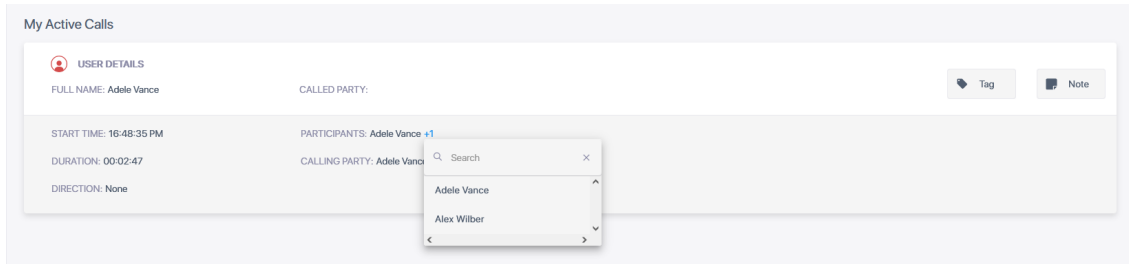 My Active Calls
USER DETAILS
FULL NAME: Adele Vance
CALLED PARTY:
Tag
Note
START TIME: 16:48:35 PM
PARTICIPANTS: Adele Vance +1
DURATION: 00:02:47
CALLING PARTY: Adele Vanc
DIRECTION: None
Search
Adele Vance
Alex Wilber